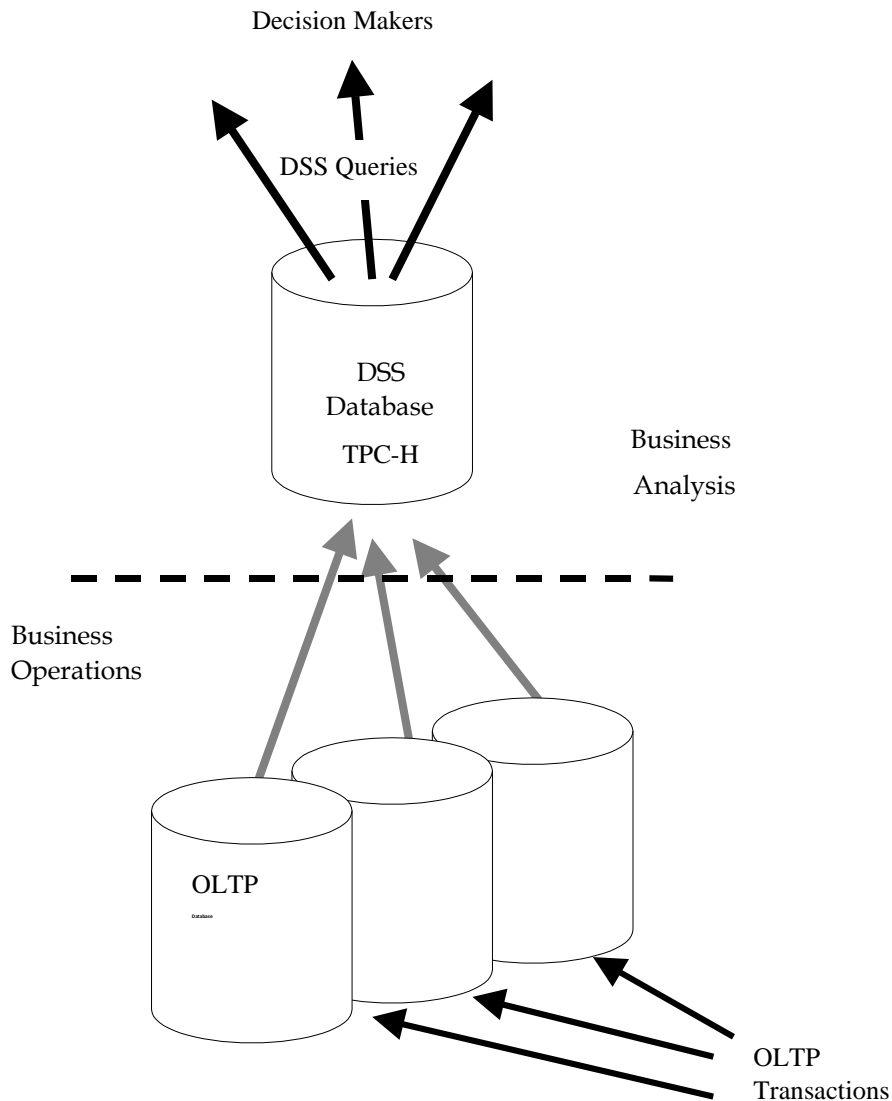 Decision Makers
DSS Queries
DSS
Database
TPC-H
Business
Analysis
Business
Operations
OLTP
Database
OLTP
Transactions